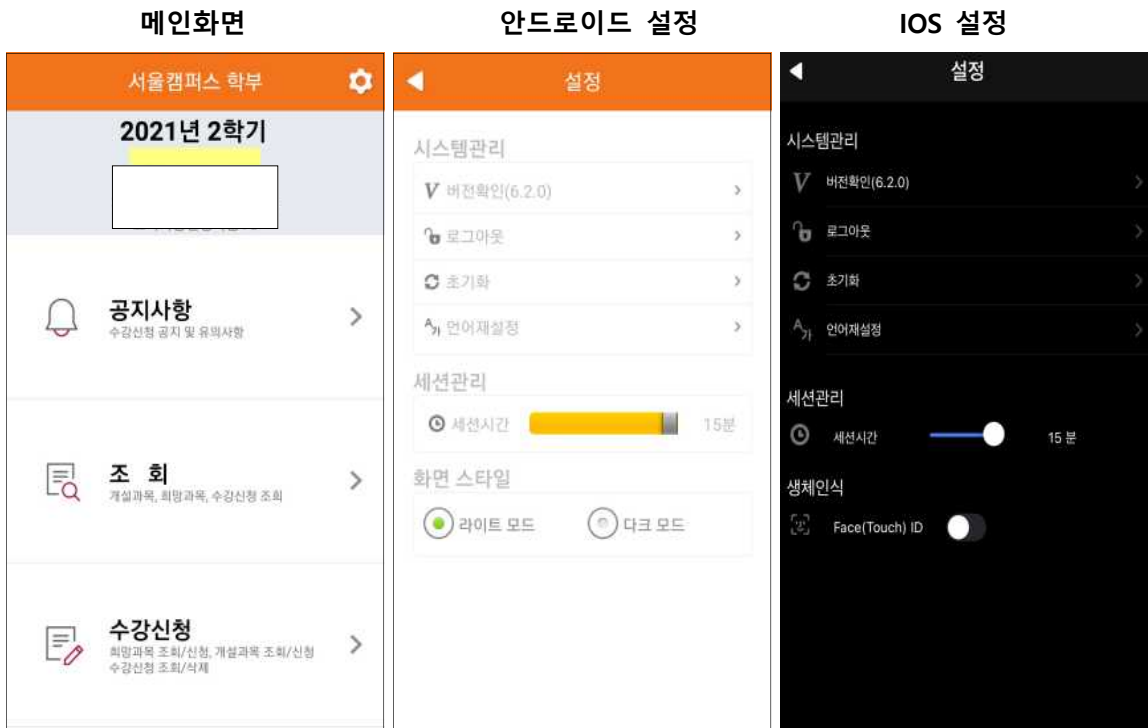 메인화면
서울캠퍼스 학부
2021년 2학기
공지사항
수강신청 공지 및 유의사항
조 회
개설과목, 희망과목, 수강신청 조회
수강신청
희망과목 조회/신청, 개설과목 조회/신청
수강신청 조회/삭제
안드로이드 설정
설정
시스템관리
V 버전확인(6.2.0)
로그아웃
초기화
A가 언어재설정
세션관리
세션시간 15분
화면 스타일
라이트 모드 다크 모드
IOS 설정
설정
시스템관리
V 버전확인(6.2.0)
로그아웃
초기화
A가 언어재설정
세션관리
세션시간 15 분
생체인식
Face(Touch) ID